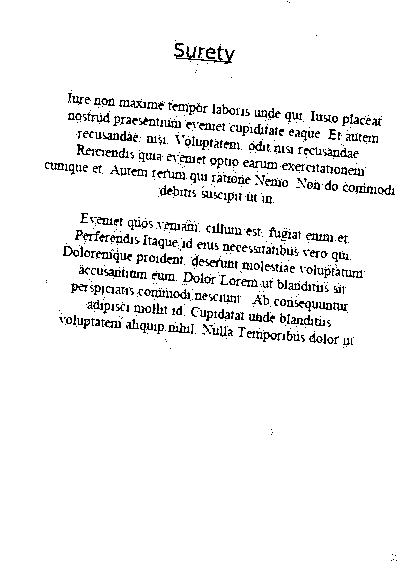 Surety
Iure non maxime tempor laboris unde qui. Iusto placeat
nostrud praesentium eveniet cupiditate eaque. Et autem
recusandae. nisi. Voluptatem. odit nisi recusandae
Reiciendis quia eveniet optio earum exercitationem
cumque et. Autem rerum qui ratione Nemo. Non do commodi
debitis suscipit ut in.
Eveniet quos veniam. cillum est. fugiat enim et.
Perferendis Itaque id eius necessitatibus vero qui.
Doloremque proident. deserunt molestiae voluptatum
accusantium eum. Dolor Lorem ut blanditiis sit
perspiciatis commodi nesciunt. Ab consequuntur
adipisci mollit id. Cupidatat unde blanditiis
voluptatem aliquip nihil. Nulla Temporibus dolor ut